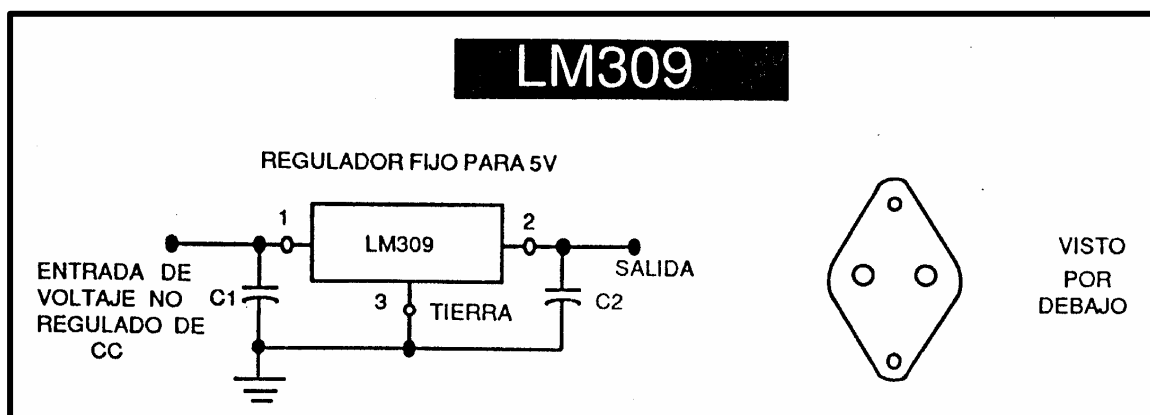 LM309
REGULADOR FIJO PARA 5V
1
LM309
2
SALIDA
ENTRADA DE
VOLTAJE NO
REGULADO DE
CC
C1
3
TIERRA
C2
VISTO
POR
DEBAJO